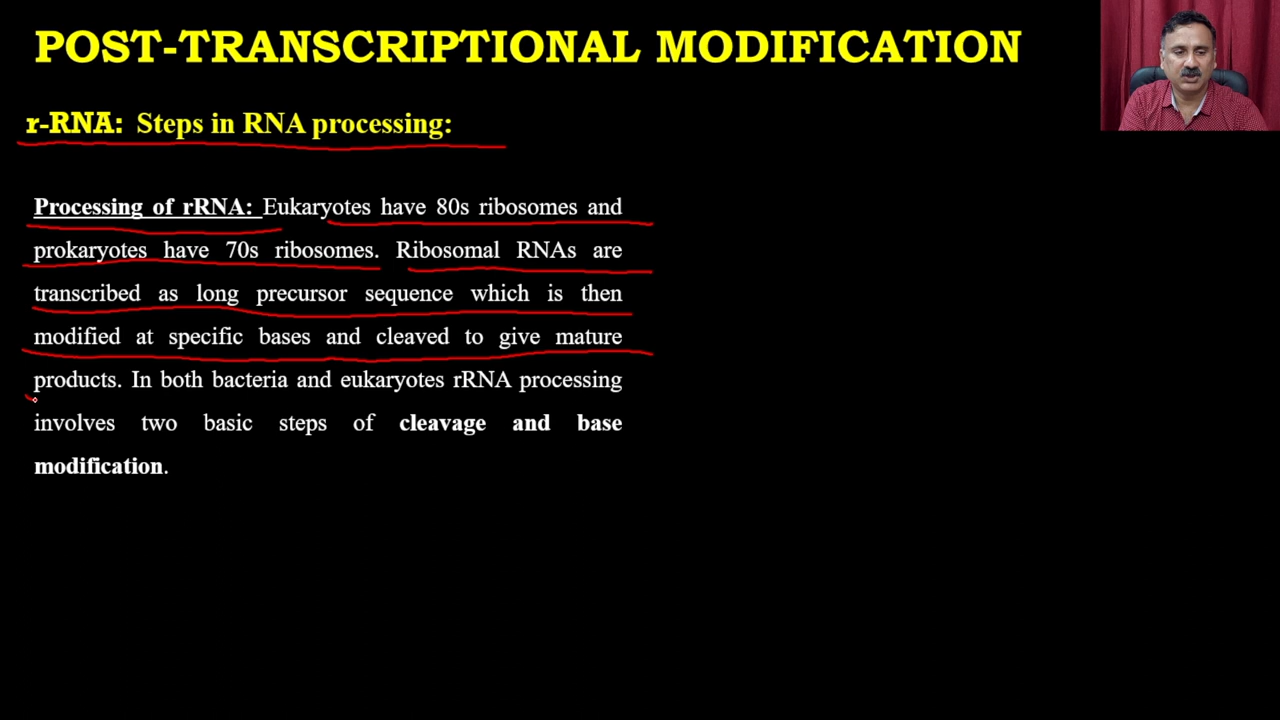 POST-TRANSCRIPTIONAL MODIFICATION
r-RNA: Steps in RNA processing:
Processing of rRNA: Eukaryotes have 80s ribosomes and
prokaryotes have 70s ribosomes. Ribosomal RNAs are
transcribed as long precursor sequence which is then
modified at specific bases and cleaved to give mature
products. In both bacteria and eukaryotes rRNA processing
involves two basic steps of cleavage and base
modification.